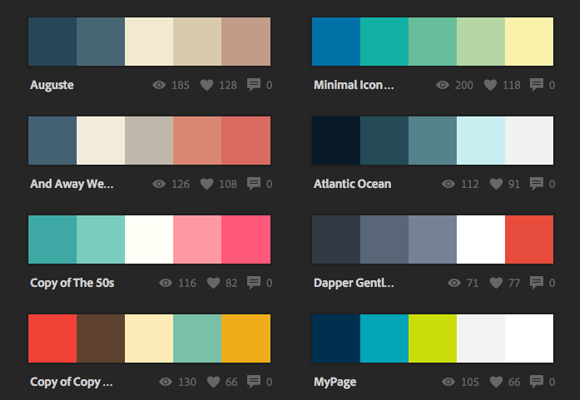 Auguste 185 128 0
Minimal Icon... 200 118 0
And Away We... 126 108 0
Atlantic Ocean 112 91 0
Copy of The 50s 116 82 0
Dapper Gentl... 71 77 0
Copy of Copy ... 130 66 0
MyPage 105 66 0